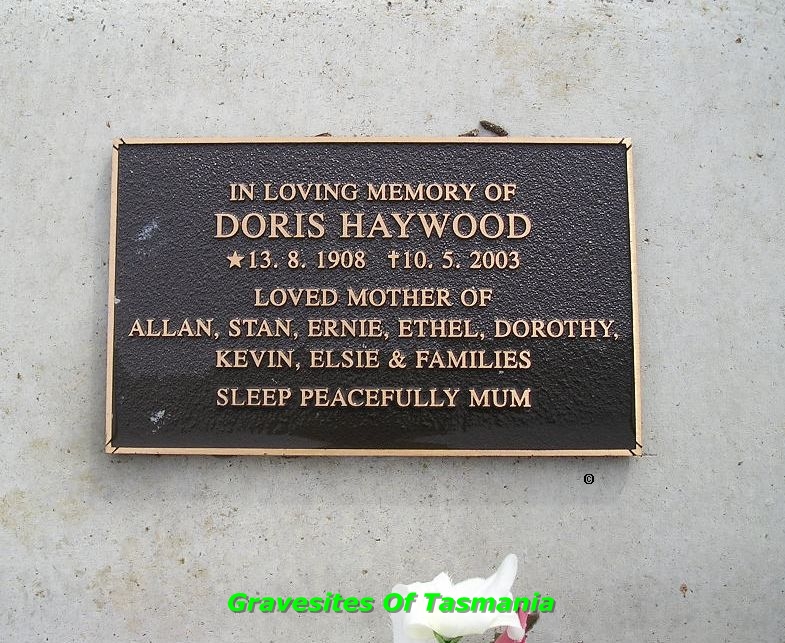 IN LOVING MEMORY OF
DORIS HAYWOOD
★13. 8. 1908 ✝10. 5. 2003
LOVED MOTHER OF
ALLAN, STAN, ERNIE, ETHEL, DOROTHY,
KEVIN, ELSIE & FAMILIES
SLEEP PEACEFULLY MUM
©
Gravesites Of Tasmania